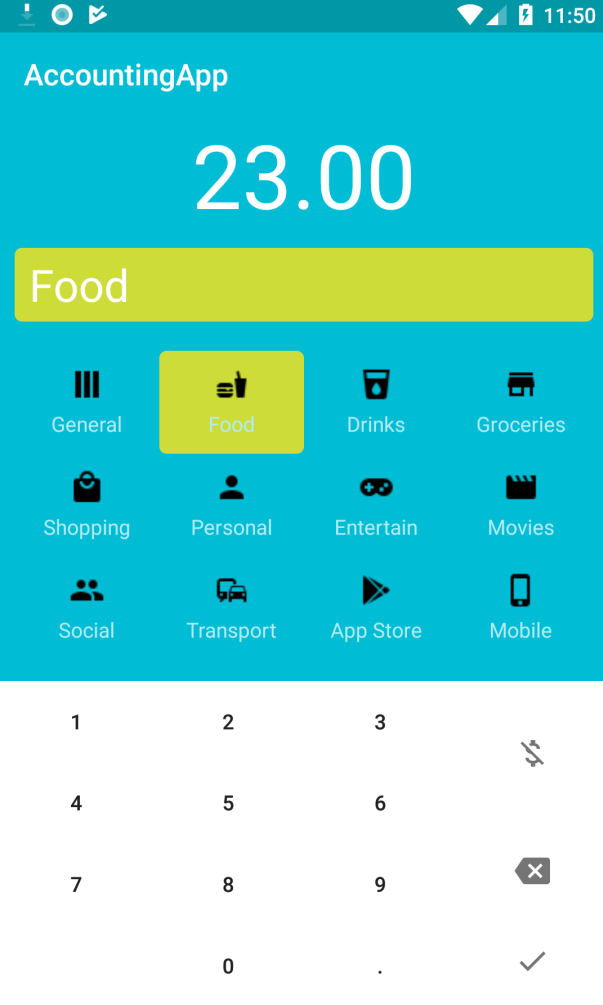 11:50
AccountingApp
23.00
Food
General Food Drinks Groceries
Shopping Personal Entertain Movies
Social Transport App Store Mobile
1 2 3
4 5 6
7 8 9
0 .